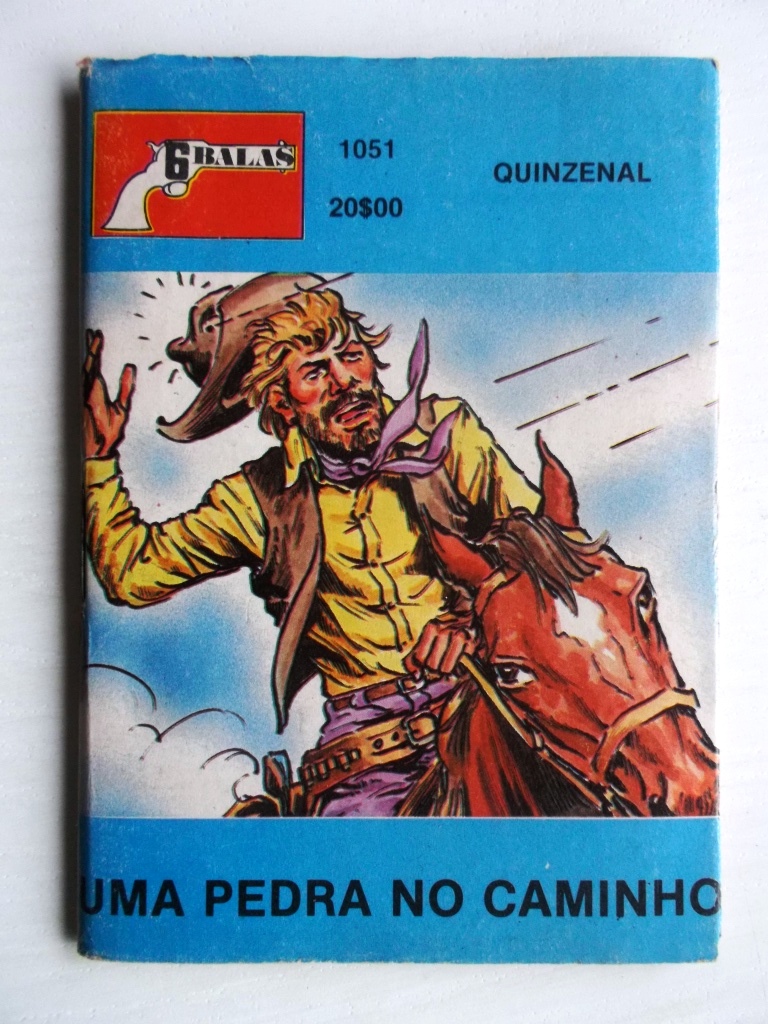 6 BALAS
1051
QUINZENAL
20$00
UMA PEDRA NO CAMINHO